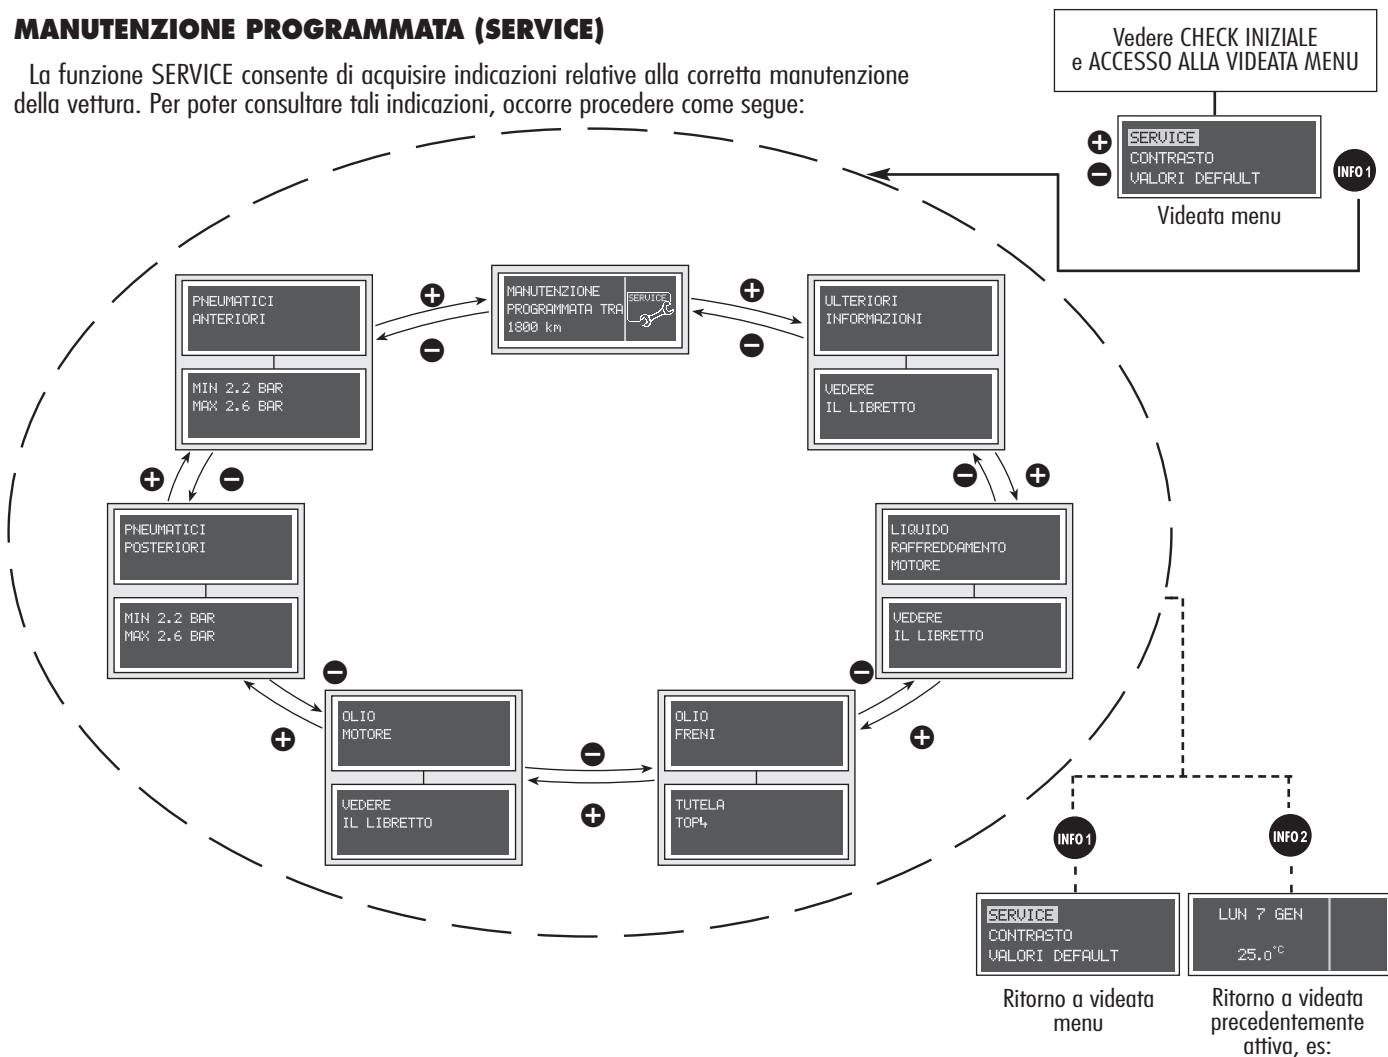 MANUTENZIONE PROGRAMMATA (SERVICE)
La funzione SERVICE consente di acquisire indicazioni relative alla corretta manutenzione
della vettura. Per poter consultare tali indicazioni, occorre procedere come segue:
Vedere CHECK INIZIALE
e ACCESSO ALLA VIDEATA MENU
SERVICE
CONTRASTO
VALORI DEFAULT
INFO 1
Videata menu
PNEUMATICI
ANTERIORI
MIN 2.2 BAR
MAX 2.6 BAR
MANUTENZIONE
PROGRAMMATA TRA
1800 km
SERVICE
ULTERIORI
INFORMAZIONI
VEDERE
IL LIBRETTO
PNEUMATICI
POSTERIORI
MIN 2.2 BAR
MAX 2.6 BAR
LIQUIDO
RAFFREDDAMENTO
MOTORE
VEDERE
IL LIBRETTO
OLIO
MOTORE
VEDERE
IL LIBRETTO
OLIO
FRENI
TUTELA
TOP4
INFO 1
INFO 2
SERVICE
CONTRASTO
VALORI DEFAULT
LUN 7 GEN
25.0°C
Ritorno a videata
menu
Ritorno a videata
precedentemente
attiva, es: